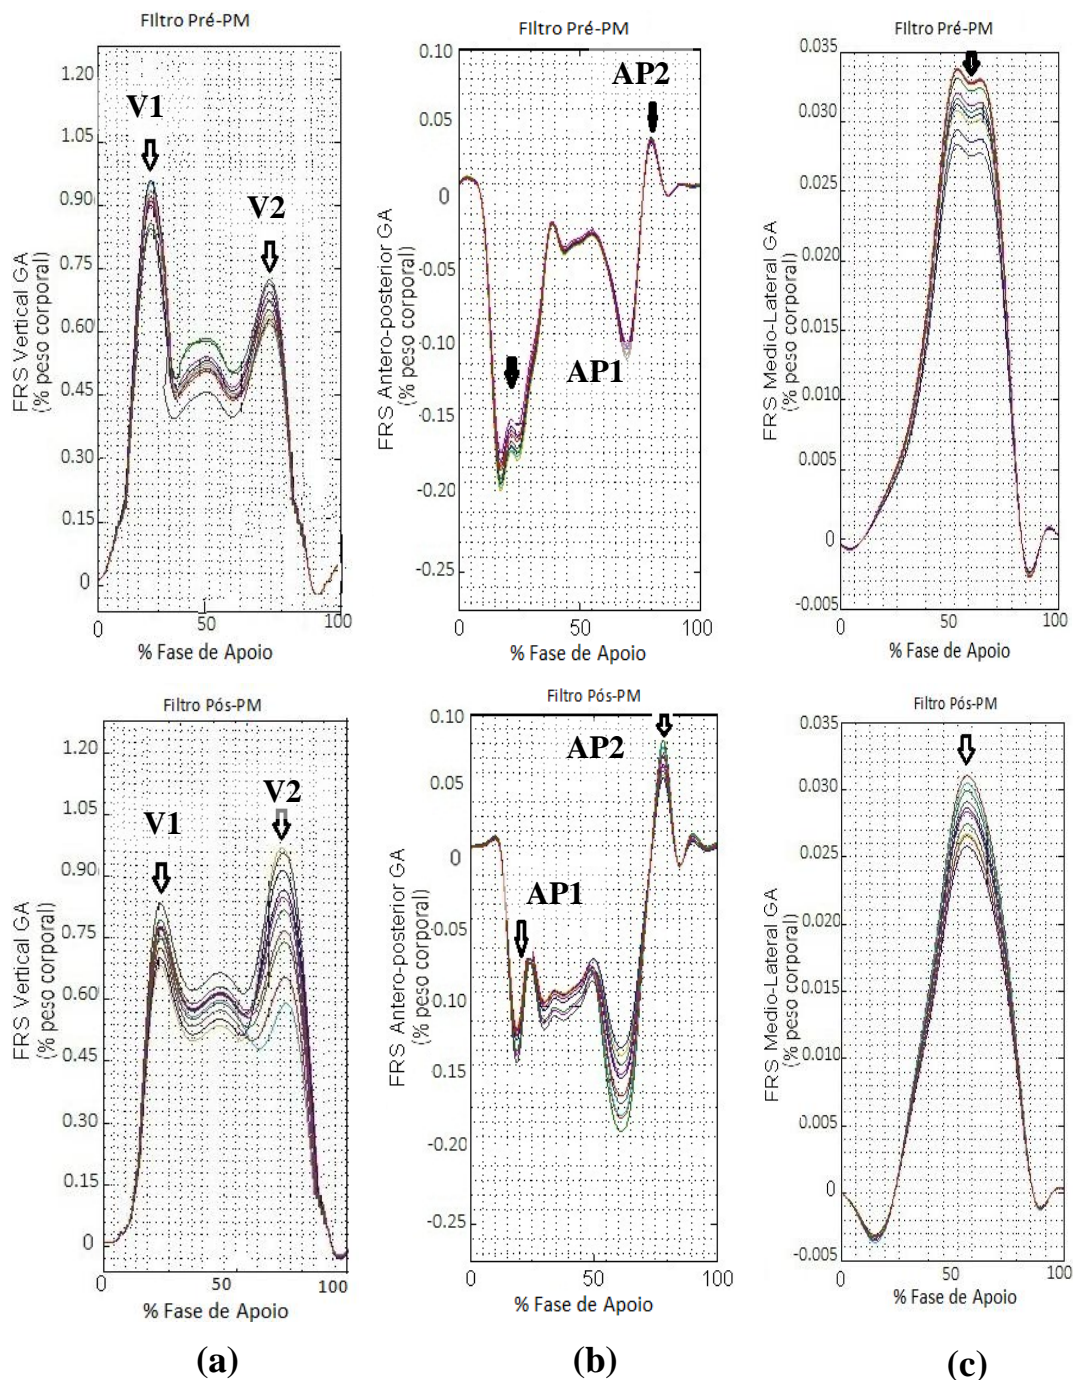 FIltro Pré-PM
1.20
1.05
0.90
0.75
0.60
0.45
0.30
0.15
0
V1
V2
FRS Vertical GA
(% peso corporal)
0
50
100
% Fase de Apoio
FIltro Pré-PM
0.10
0.05
0
-0.05
-0.10
-0.15
-0.20
-0.25
AP2
AP1
FRS Antero-posterior GA
(% peso corporal)
0
50
100
% Fase de Apoio
FIltro Pré-PM
0.035
0.030
0.025
0.020
0.015
0.010
0.005
0
-0.005
FRS Medio-Lateral GA
(% peso corporal)
0
50
100
% Fase de Apoio
Filtro Pós-PM
1.20
1.05
0.90
0.75
0.60
0.45
0.30
0.15
0
V1
V2
FRS Vertical GA
(% peso corporal)
0
50
100
% Fase de Apoio
Filtro Pós-PM
0.10
0.05
0
-0.05
0.10
0.15
-0.20
-0.25
AP2
AP1
FRS Antero-posterior GA
(% peso corporal)
0
50
100
% Fase de Apoio
Filtro Pós-PM
0.035
0.030
0.025
0.020
0.015
0.010
0.005
0
-0.005
FRS Medio-Lateral GA
(% peso corporal)
0
50
100
% Fase de Apoio
(a)
(b)
(c)